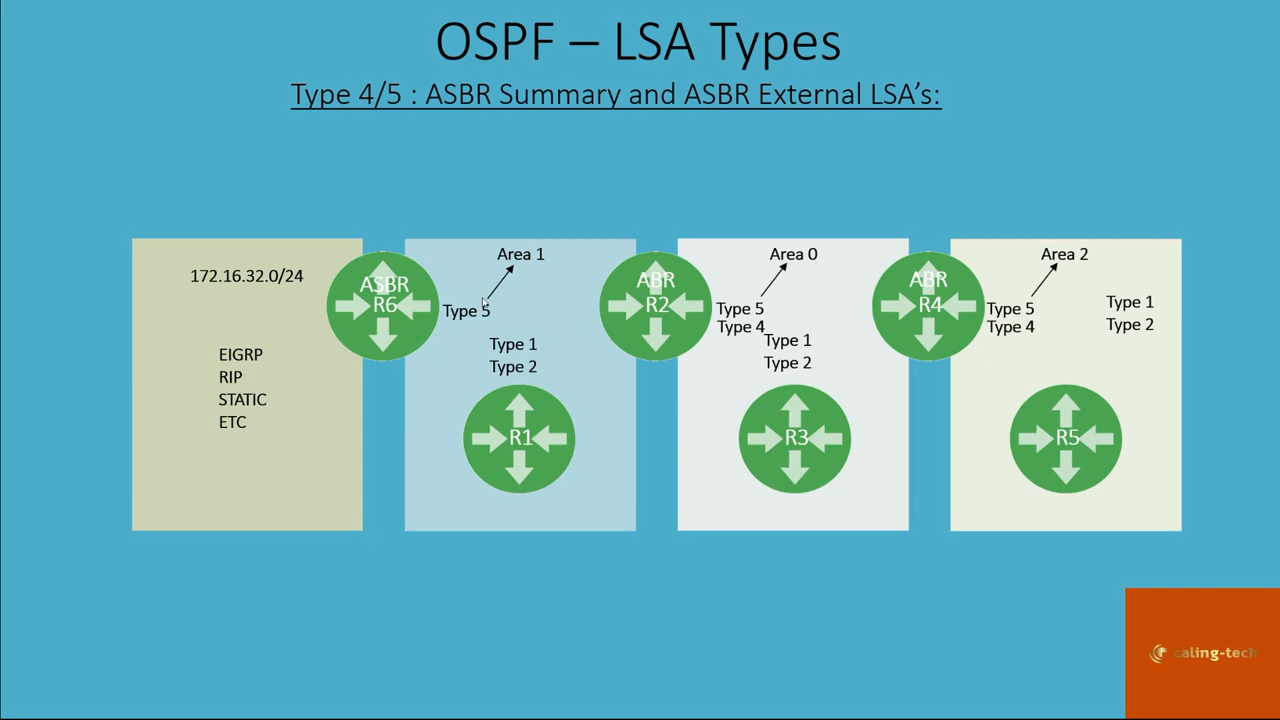 OSPF – LSA Types
Type 4/5 : ASBR Summary and ASBR External LSA's:
172.16.32.0/24
EIGRP
RIP
STATIC
ETC
ASBR
R6
Area 1
Type 5
Type 1
Type 2
R1
ABR
R2
Area 0
Type 5
Type 4
Type 1
Type 2
R3
ABR
R4
Area 2
Type 5
Type 4
Type 1
Type 2
R5
caling-tech